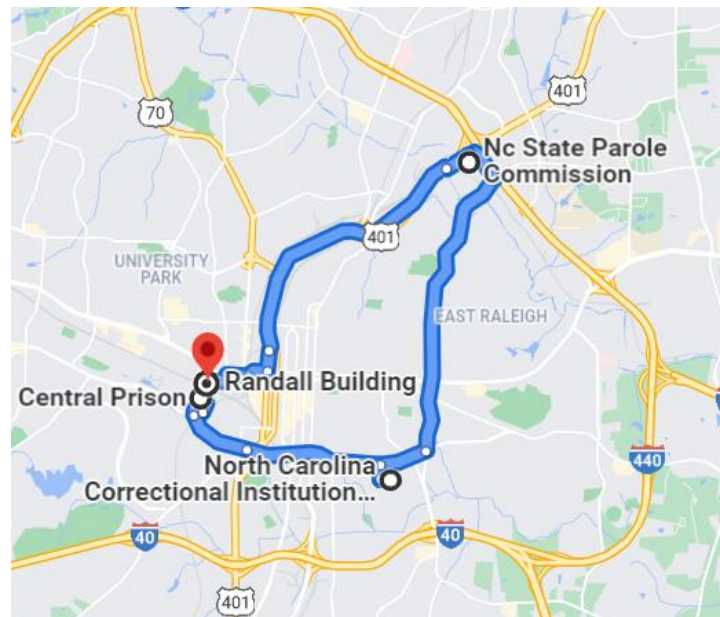 401
70
Nc State Parole
Commission
401
UNIVERSITY
PARK
EAST RALEIGH
Randall Building
Central Prison
North Carolina
Correctional Institution...
440
40
40
401